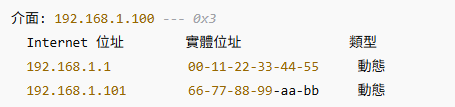 介面: 192.168.1.100 --- 0x3
Internet 位址 實體位址 類型
192.168.1.1 00-11-22-33-44-55 動態
192.168.1.101 66-77-88-99-aa-bb 動態